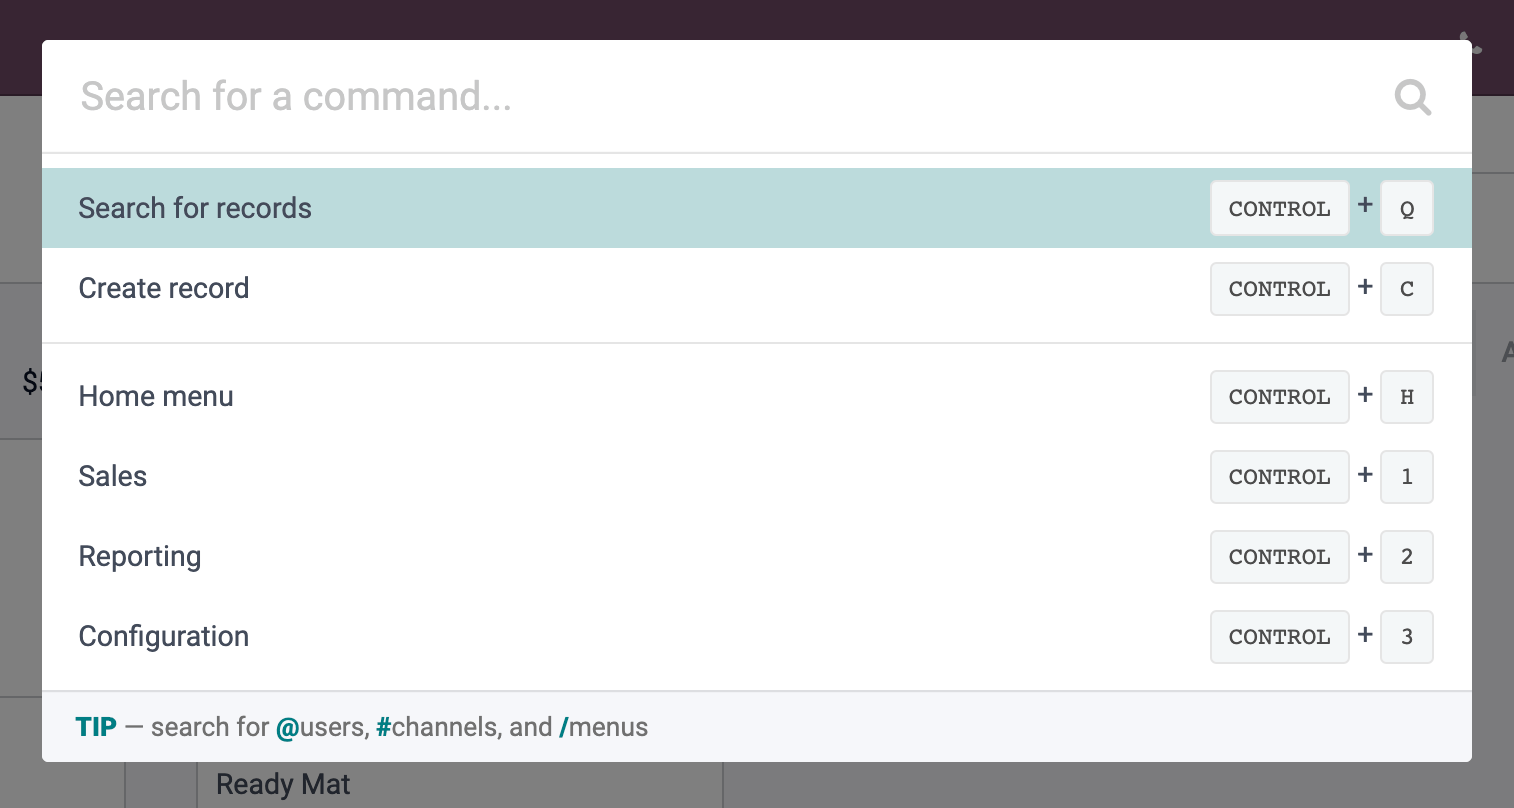 Search for a command...
Search for records CONTROL + Q
Create record CONTROL + C
$
Home menu CONTROL + H
Sales CONTROL + 1
Reporting CONTROL + 2
Configuration CONTROL + 3
TIP — search for @users, #channels, and /menus
Ready Mat